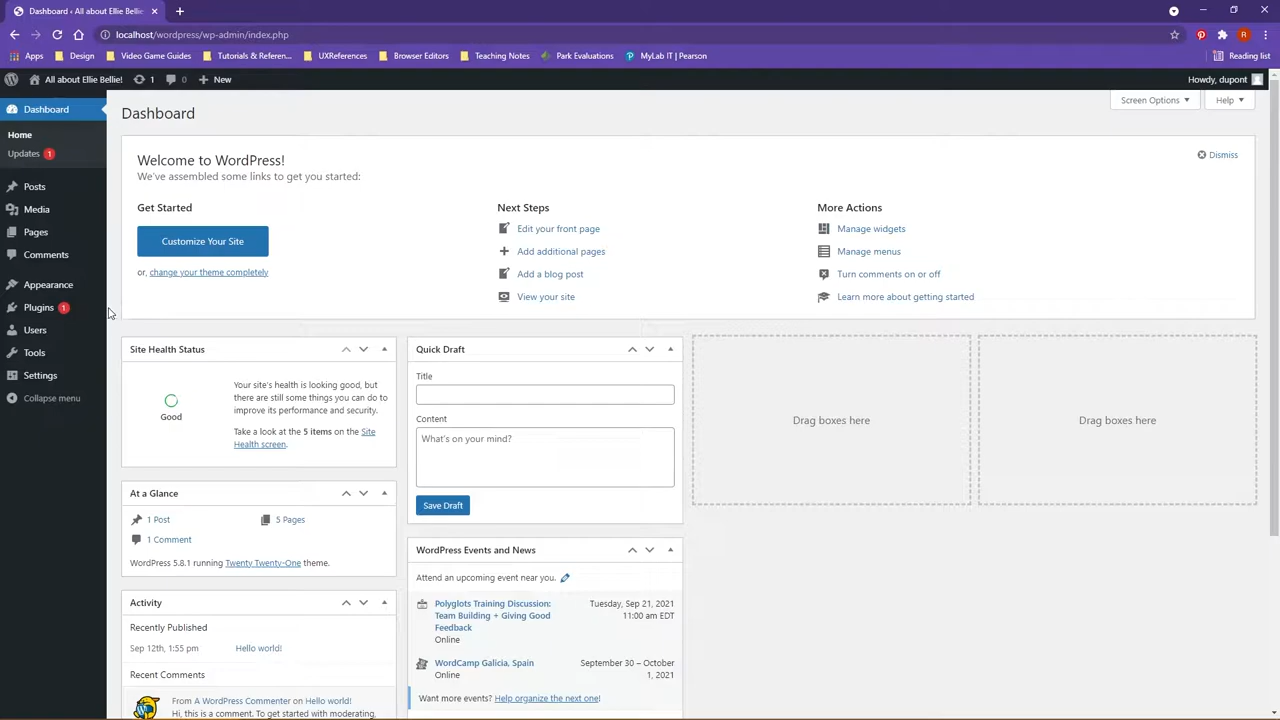 Dashboard ‹ All about Ellie Bellie
localhost/wordpress/wp-admin/index.php
Apps Design Video Game Guides Tutorials & Referen... UXReferences Browser Editors Teaching Notes Park Evaluations MyLab IT | Pearson
R
All about Ellie Bellie! 1 0 New Howdy, dupont
Dashboard
Home
Updates 1
Posts
Media
Pages
Comments
Appearance
Plugins 1
Users
Tools
Settings
Collapse menu
Screen Options Help
Dashboard
Welcome to WordPress!
We've assembled some links to get you started:
Dismiss
Get Started
Customize Your Site
or, change your theme completely
Next Steps
Edit your front page
Add additional pages
Add a blog post
View your site
More Actions
Manage widgets
Manage menus
Turn comments on or off
Learn more about getting started
Site Health Status
Good
Your site's health is looking good, but
there are still some things you can do to
improve its performance and security.
Take a look at the 5 items on the Site
Health screen.
At a Glance
1 Post 5 Pages
1 Comment
WordPress 5.8.1 running Twenty Twenty-One theme.
Activity
Recently Published
Sep 12th, 1:55 pm Hello world!
Recent Comments
From A WordPress Commenter on Hello world!
Hi, this is a comment. To get started with moderating,
Quick Draft
Title
Content
What's on your mind?
Save Draft
WordPress Events and News
Attend an upcoming event near you.
Polyglots Training Discussion: Tuesday, Sep 21, 2021
Team Building + Giving Good 11:00 am EDT
Feedback
Online
WordCamp Galicia, Spain September 30 – October
Online 1, 2021
Want more events? Help organize the next one!
Drag boxes here
Drag boxes here